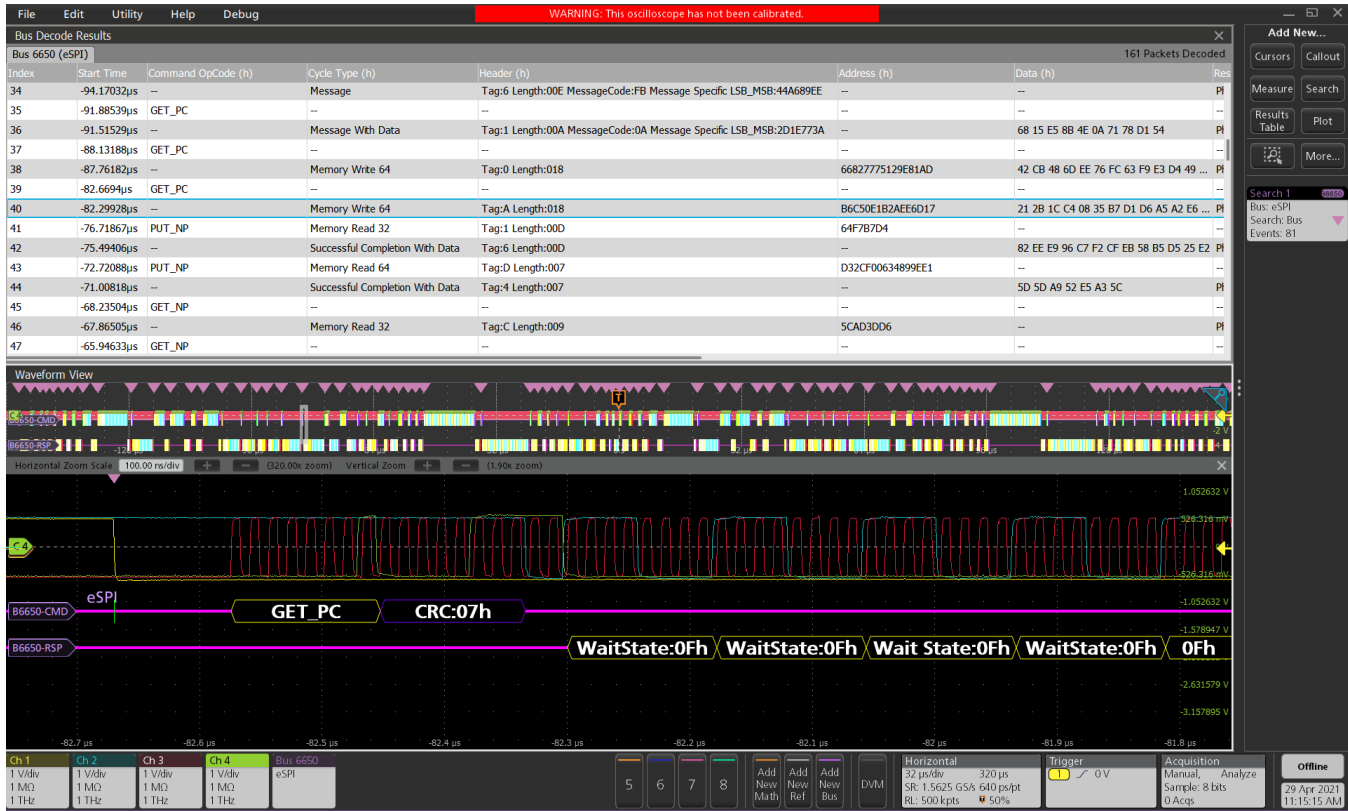 File Edit Utility Help Debug WARNING: This oscilloscope has not been calibrated.
Bus Decode Results
Bus 6650 (eSPI) 161 Packets Decoded
Index Start Time Command OpCode (h) Cycle Type (h) Header (h) Address (h) Data (h) Res
34 -94.17032µs -- Message Tag:6 Length:00E MessageCode:FB Message Specific LSB_MSB:44A689EE -- -- Pl
35 -91.88539µs GET_PC -- -- -- -- --
36 -91.51529µs -- Message With Data Tag:1 Length:00A MessageCode:0A Message Specific LSB_MSB:2D1E773A -- 68 15 E5 8B 4E 0A 71 78 D1 54 Pl
37 -88.13188µs GET_PC -- -- -- -- --
38 -87.76182µs -- Memory Write 64 Tag:0 Length:018 66827775129E81AD 42 CB 48 6D EE 76 FC 63 F9 E3 D4 49 ... Pl
39 -82.6694µs GET_PC -- -- -- -- --
40 -82.29928µs -- Memory Write 64 Tag:A Length:018 B6C50E1B2AEE6D17 21 2B 1C C4 08 35 B7 D1 D6 A5 A2 E6 ... Pl
41 -76.71867µs PUT_NP Memory Read 32 Tag:1 Length:00D 64F7B7D4 -- --
42 -75.49406µs -- Successful Completion With Data Tag:6 Length:00D -- 82 EE E9 96 C7 F2 CF EB 58 B5 D5 25 E2 Pl
43 -72.72088µs PUT_NP Memory Read 64 Tag:D Length:007 D32CF00634899EE1 -- --
44 -71.00818µs -- Successful Completion With Data Tag:4 Length:007 -- 5D 5D A9 52 E5 A3 5C Pl
45 -68.23504µs GET_NP -- -- -- -- --
46 -67.86505µs -- Memory Read 32 Tag:C Length:009 5CAD3DD6 -- Pl
47 -65.94633µs GET_NP -- -- -- -- --
Waveform View
T
B6650-CMD
-2 V
B6650-RSP
Horizontal Zoom Scale 100.00 ns/div + − (320.00x zoom) Vertical Zoom + − (1.90x zoom)
1.052632 V
526.316 mV
C 4
-526.316 mV
eSPI
-1.052632 V
B6650-CMD GET_PC CRC:07h
-1.578947 V
B6650-RSP WaitState:0Fh WaitState:0Fh Wait State:0Fh WaitState:0Fh 0Fh
-2.631579 V
-3.157895 V
-82.7 µs -82.6 µs -82.5 µs -82.4 µs -82.3 µs -82.2 µs -82.1 µs -82 µs -81.9 µs -81.8 µs
Ch 1
1 V/div
1 MΩ
1 THz
Ch 2
1 V/div
1 MΩ
1 THz
Ch 3
1 V/div
1 MΩ
1 THz
Ch 4
1 V/div
1 MΩ
1 THz
Bus 6650
eSPI
5 6 7 8
Add New Math
Add New Ref
Add New Bus
DVM
Horizontal
32 µs/div 320 µs
SR: 1.5625 GS/s 640 ps/pt
RL: 500 kpts 50%
Trigger
1 0 V
Acquisition
Manual, Analyze
Sample: 8 bits
0 Acqs
Offline
29 Apr 2021
11:15:15 AM
Add New...
Cursors Callout
Measure Search
Results Table Plot
More...
Search 1 B6650
Bus: eSPI
Search: Bus
Events: 81